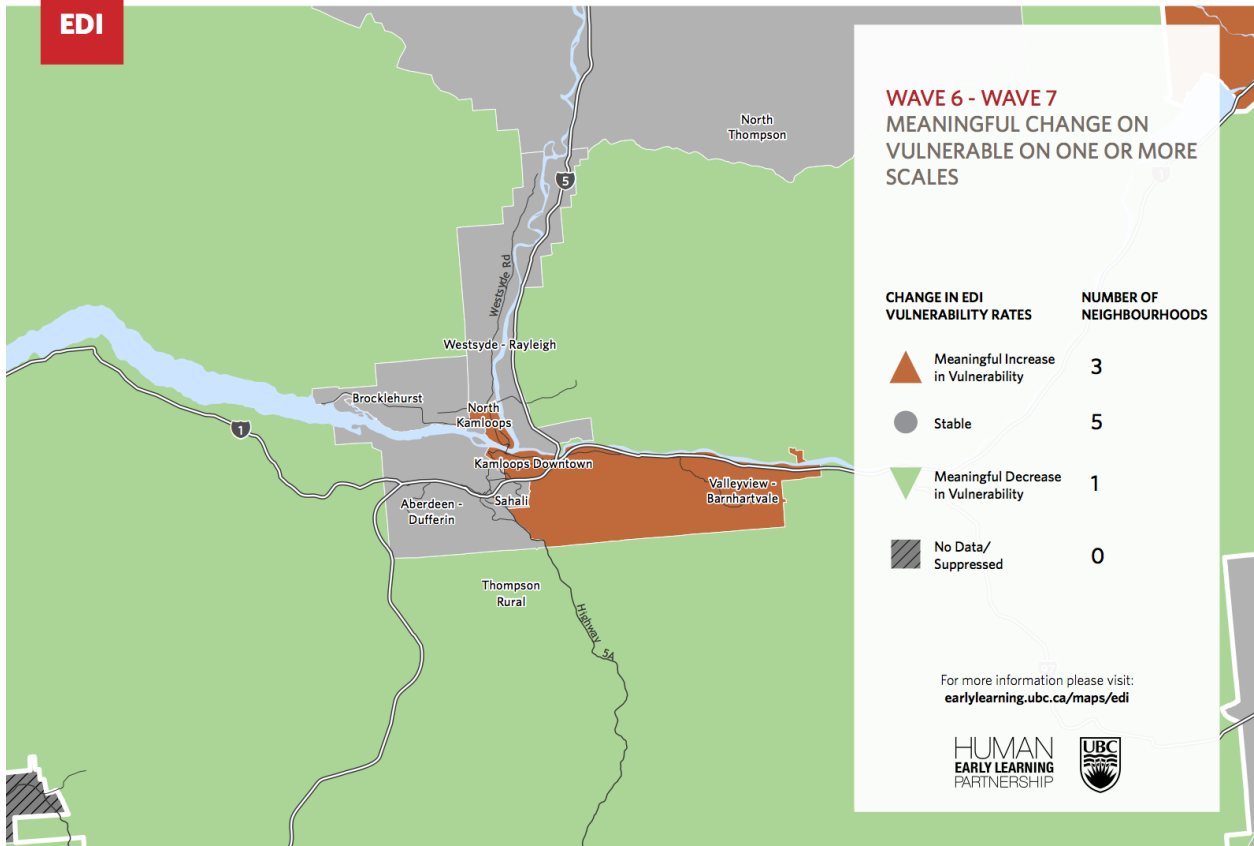 EDI
WAVE 6 - WAVE 7
MEANINGFUL CHANGE ON
VULNERABLE ON ONE OR MORE
SCALES
CHANGE IN EDI
VULNERABILITY RATES
NUMBER OF
NEIGHBOURHOODS
Meaningful Increase
in Vulnerability
3
Stable
5
Meaningful Decrease
in Vulnerability
1
No Data/
Suppressed
0
For more information please visit:
earlylearning.ubc.ca/maps/edi
HUMAN
EARLY LEARNING
PARTNERSHIP
UBC
North
Thompson
5
Westsyde Rd
Westsyde - Rayleigh
Brocklehurst
North
Kamloops
1
Kamloops Downtown
Valleyview -
Barnhartvale
Aberdeen -
Dufferin
Sahali
Thompson
Rural
Highway 5A
1
97